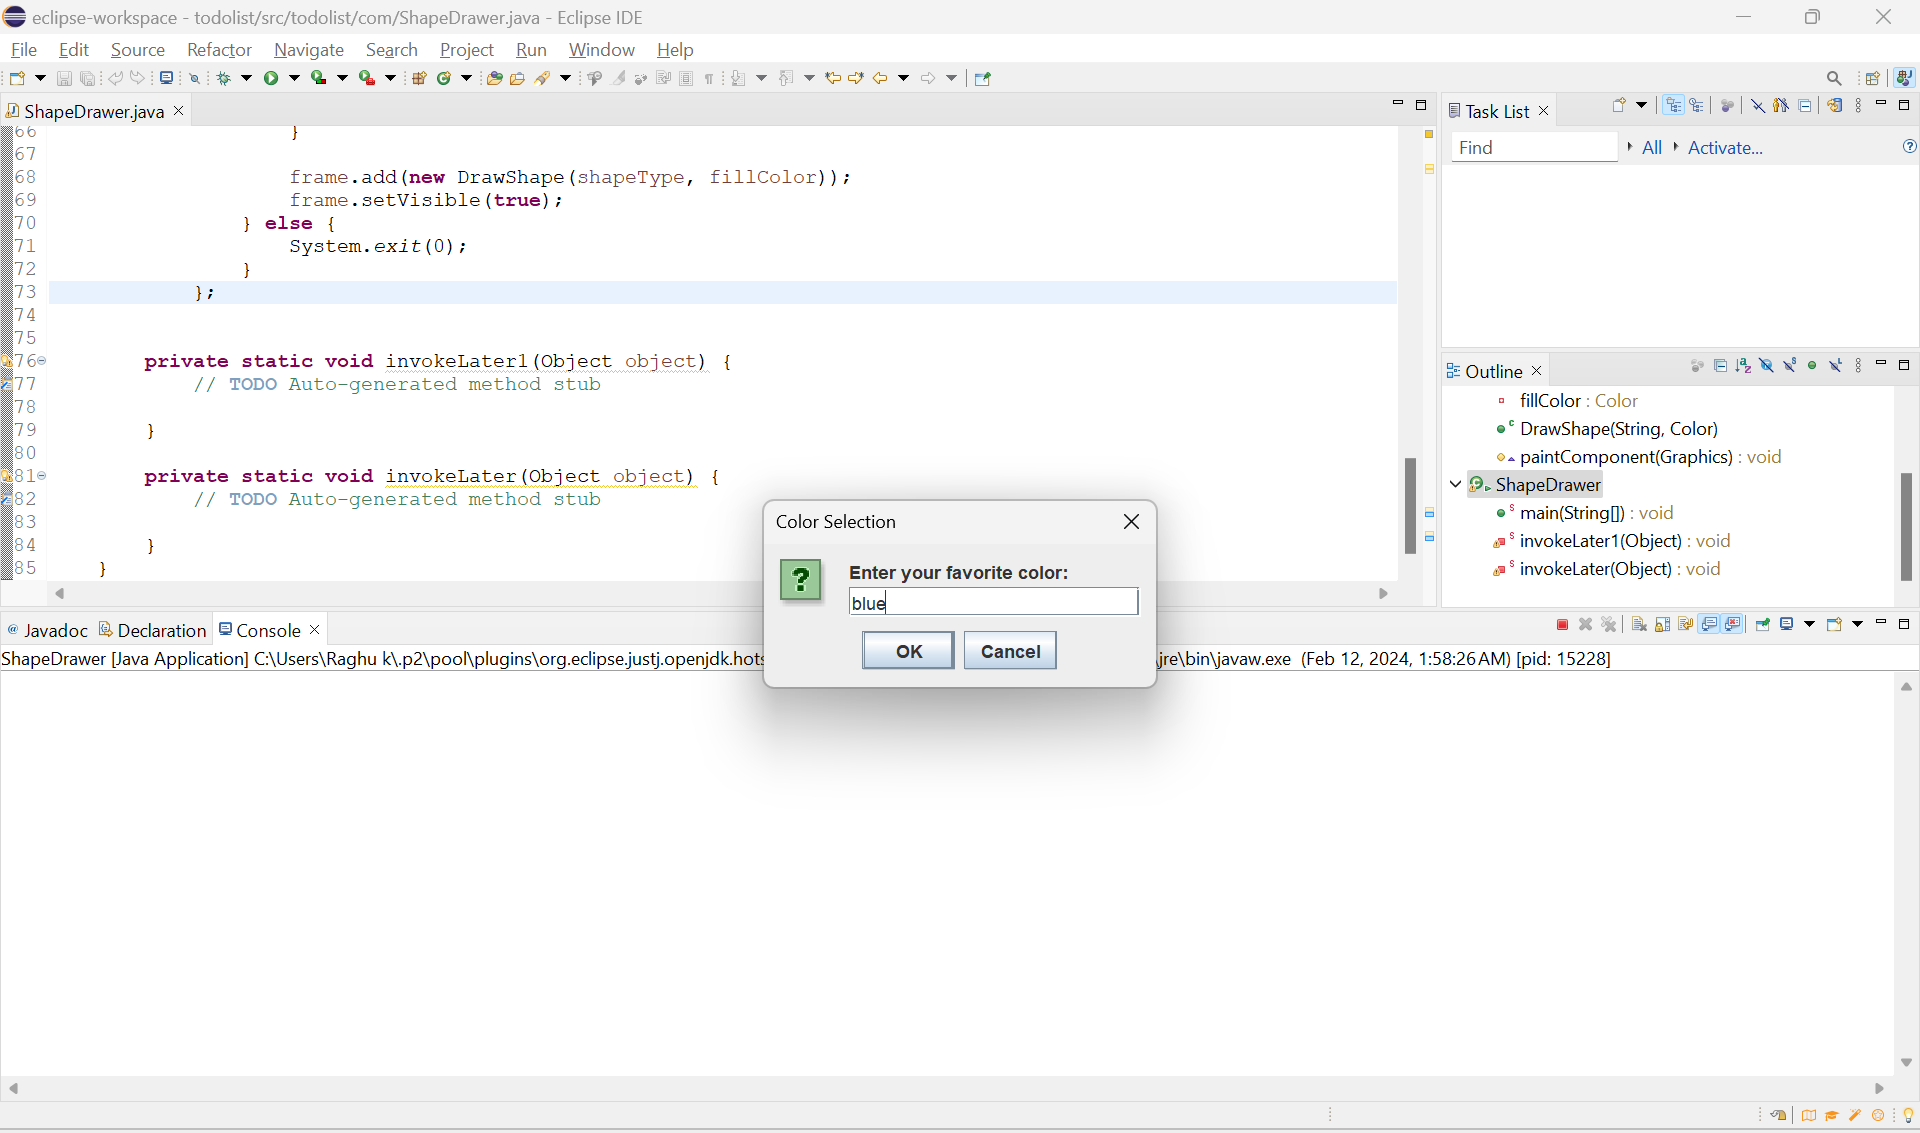 eclipse-workspace - todolist/src/todolist/com/ShapeDrawer.java - Eclipse IDE
File Edit Source Refactor Navigate Search Project Run Window Help
ShapeDrawer.java
66 }
67
68 frame.add(new DrawShape(shapeType, fillColor));
69 frame.setVisible(true);
70 } else {
71 System.exit(0);
72 }
73 };
74
75
76 private static void invokeLater1(Object object) {
77 // TODO Auto-generated method stub
78
79 }
80
81 private static void invokeLater(Object object) {
82 // TODO Auto-generated method stub
83
84 }
85 }
Task List
Find All Activate...
Outline
fillColor : Color
DrawShape(String, Color)
paintComponent(Graphics) : void
ShapeDrawer
main(String[]) : void
invokeLater1(Object) : void
invokeLater(Object) : void
Color Selection
Enter your favorite color:
blue
OK Cancel
Javadoc Declaration Console
ShapeDrawer [Java Application] C:\Users\Raghu k\.p2\pool\plugins\org.eclipse.justj.openjdk.hots \jre\bin\javaw.exe (Feb 12, 2024, 1:58:26 AM) [pid: 15228]